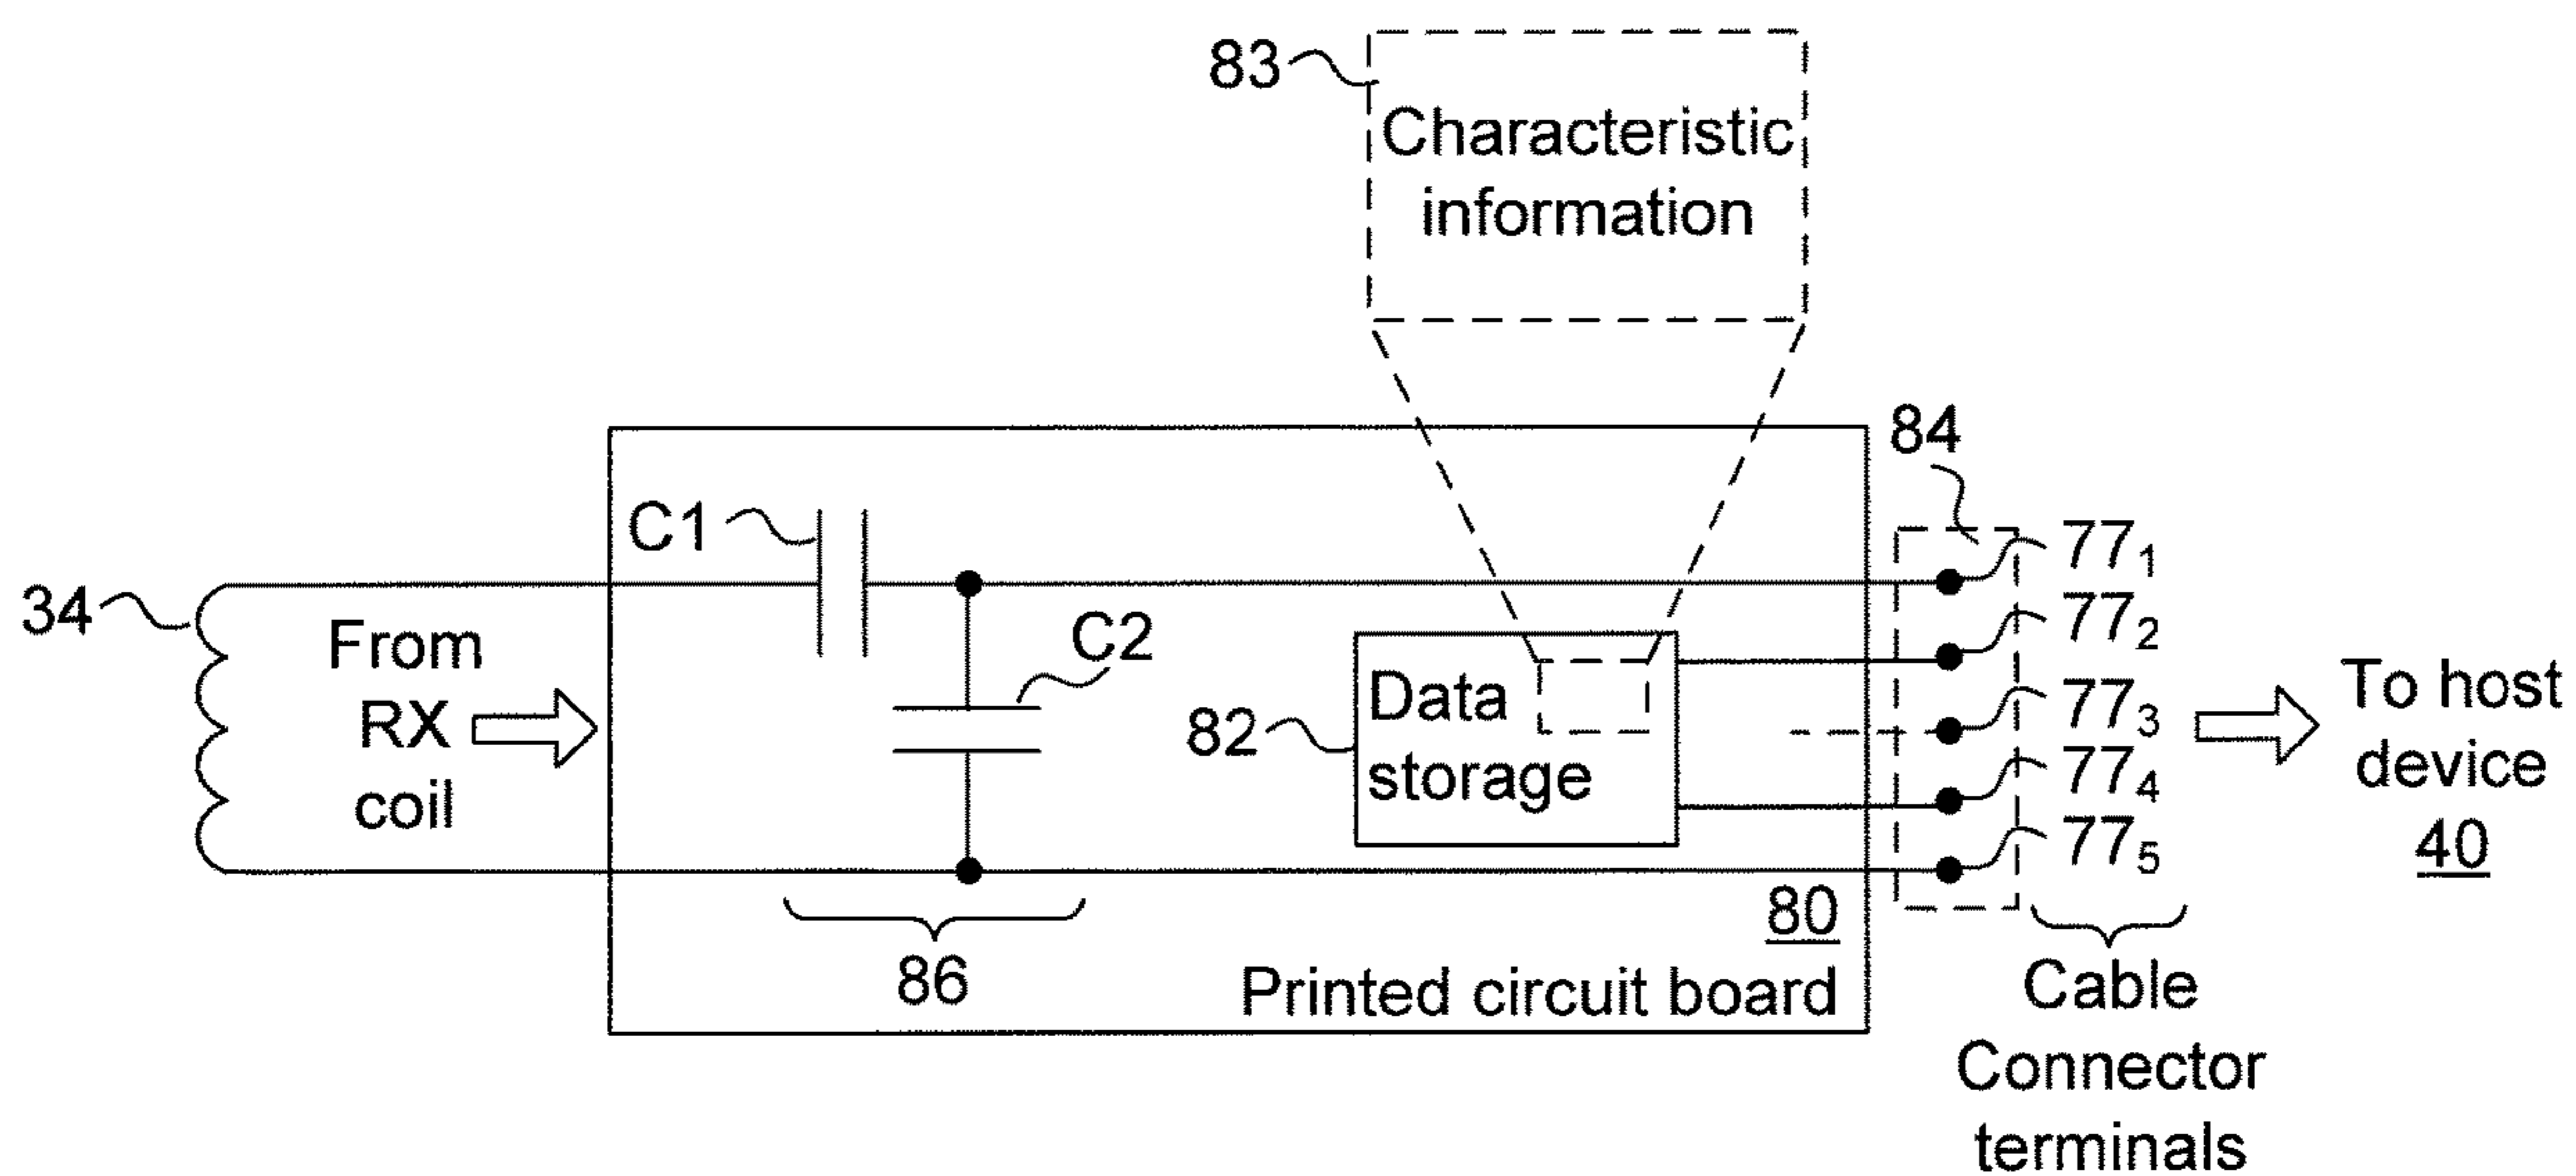 83
Characteristic
information
84
C1
77₁
34
From
RX
coil
C2
77₂
82
Data
storage
77₃
77₄
77₅
To host
device
40
80
86
Printed circuit board
Cable
Connector
terminals